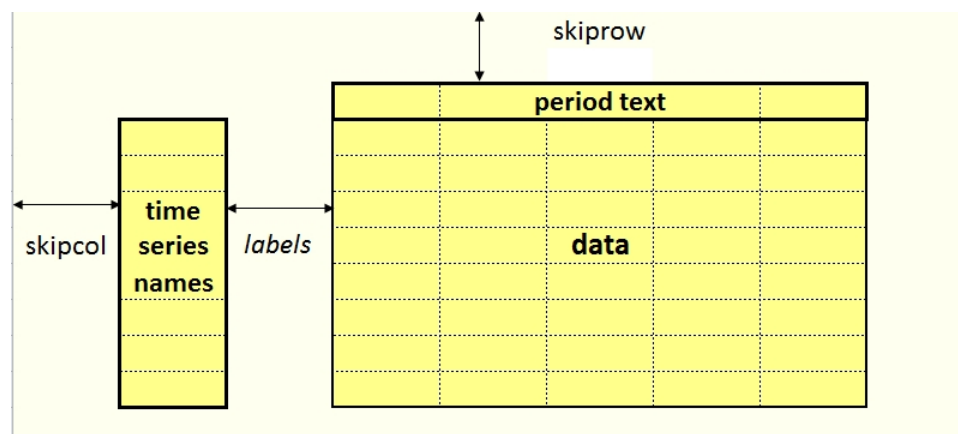 skiprow
period text
time
series
names
skipcol
labels
data